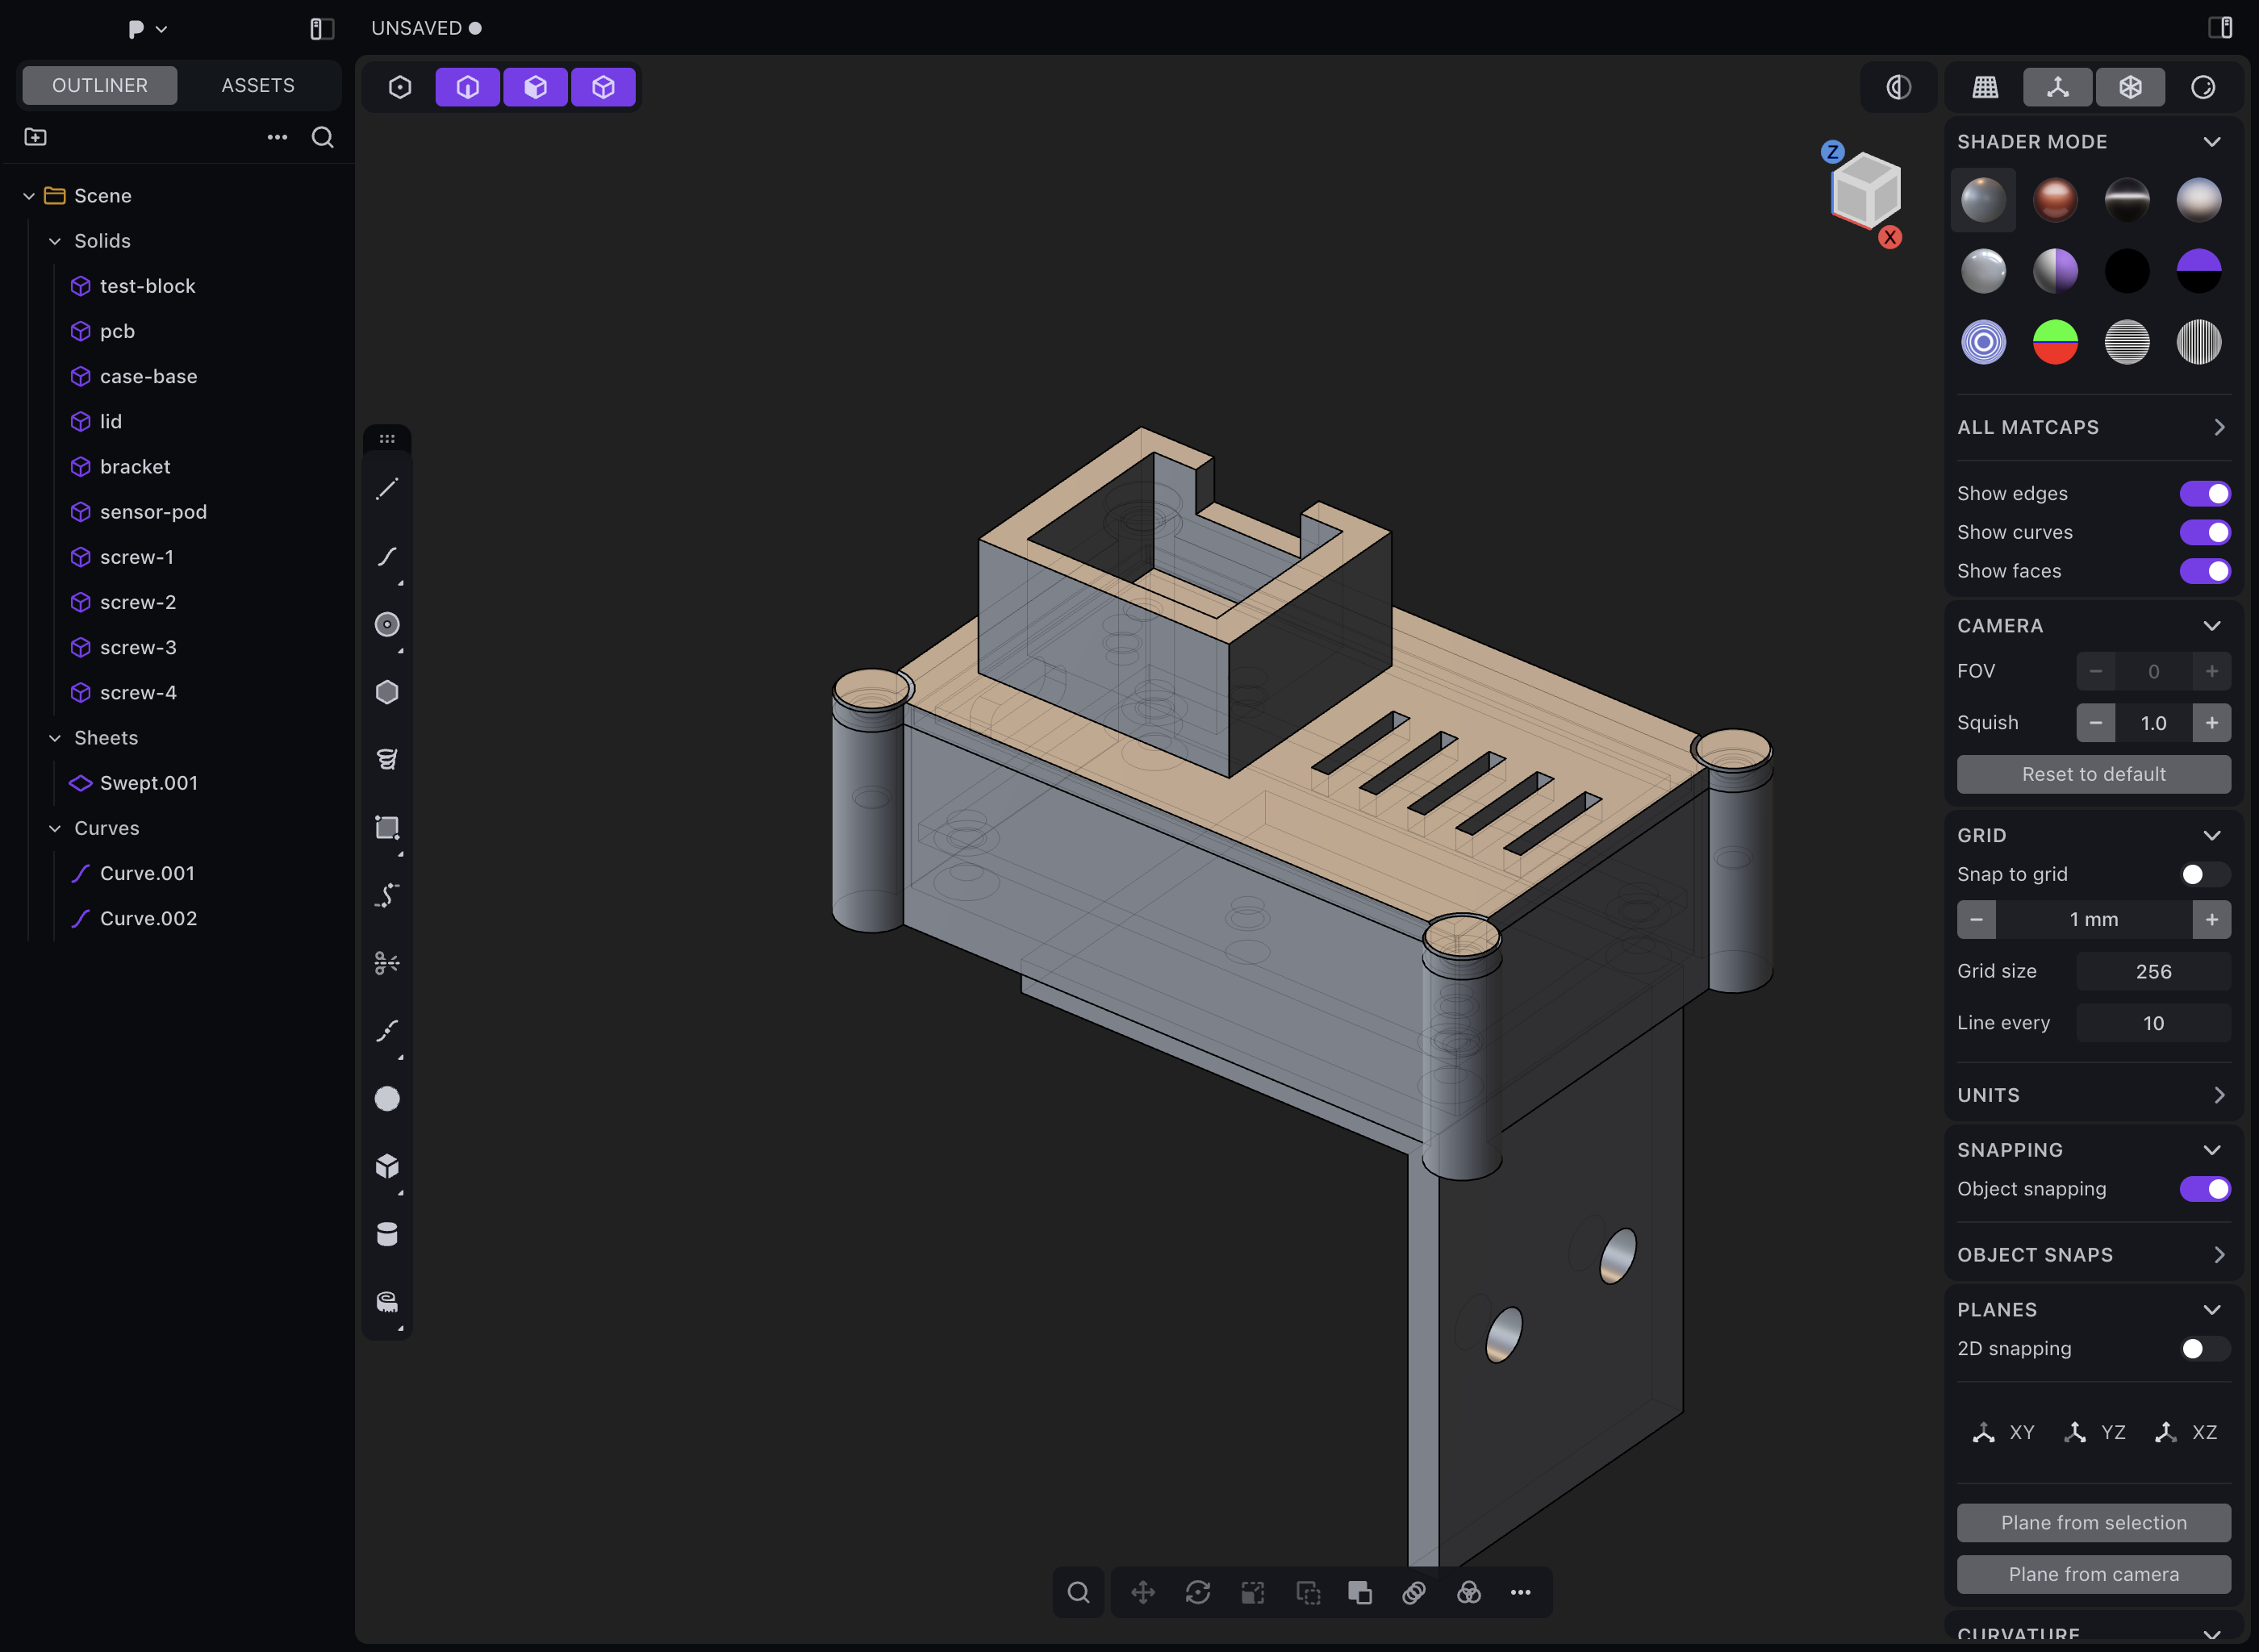 UNSAVED
OUTLINER ASSETS
Scene
Solids
test-block
pcb
case-base
lid
bracket
sensor-pod
screw-1
screw-2
screw-3
screw-4
Sheets
Swept.001
Curves
Curve.001
Curve.002
Z
X
SHADER MODE
ALL MATCAPS
Show edges
Show curves
Show faces
CAMERA
FOV 0
Squish 1.0
Reset to default
GRID
Snap to grid
1 mm
Grid size 256
Line every 10
UNITS
SNAPPING
Object snapping
OBJECT SNAPS
PLANES
2D snapping
XY YZ XZ
Plane from selection
Plane from camera
CURVATURE